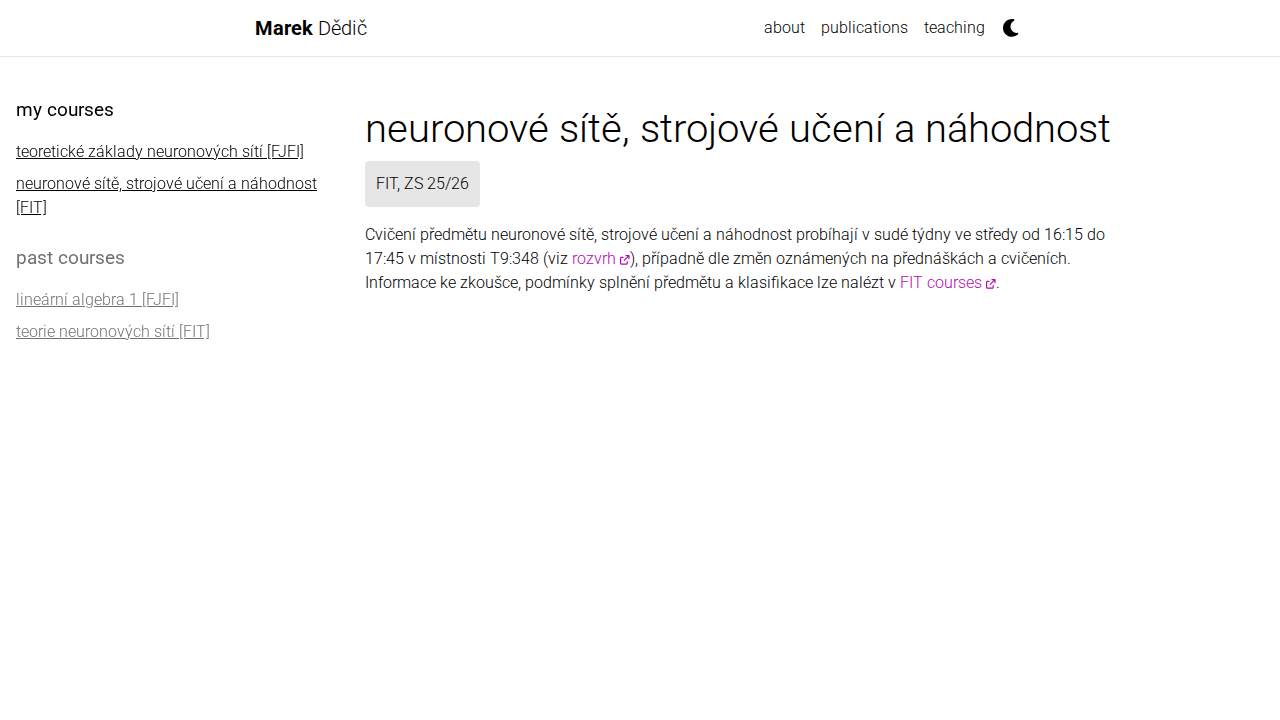 Marek Dědič
about publications teaching
my courses
teoretické základy neuronových sítí [FJFI]
neuronové sítě, strojové učení a náhodnost
[FIT]
past courses
lineární algebra 1 [FJFI]
teorie neuronových sítí [FIT]
neuronové sítě, strojové učení a náhodnost
FIT, ZS 25/26
Cvičení předmětu neuronové sítě, strojové učení a náhodnost probíhají v sudé týdny ve středy od 16:15 do
17:45 v místnosti T9:348 (viz rozvrh), případně dle změn oznámených na přednáškách a cvičeních.
Informace ke zkoušce, podmínky splnění předmětu a klasifikace lze nalézt v FIT courses.